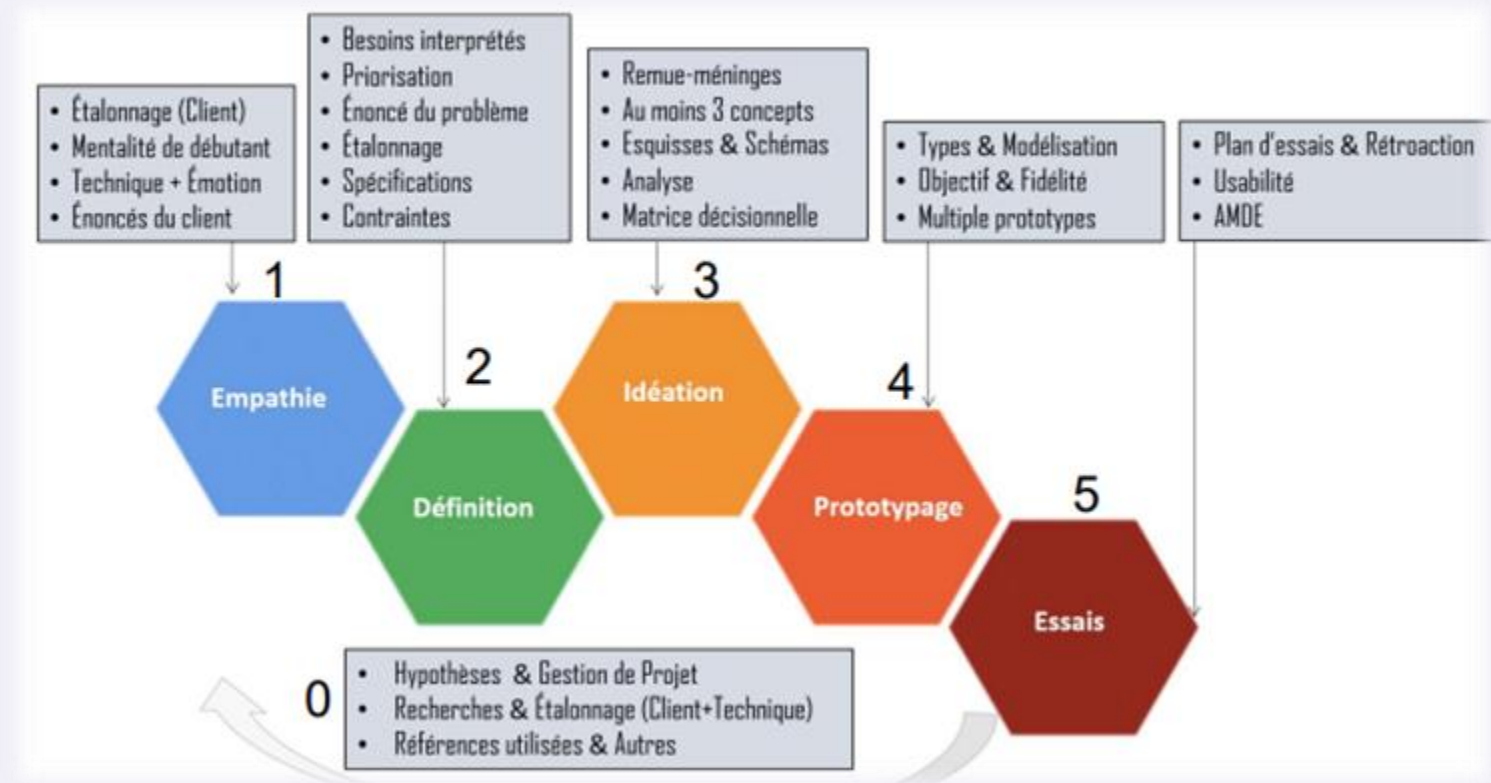 • Étalonnage (Client)
• Mentalité de débutant
• Technique + Émotion
• Énoncés du client
• Besoins interprétés
• Priorisation
• Énoncé du problème
• Étalonnage
• Spécifications
• Contraintes
• Remue-méninges
• Au moins 3 concepts
• Esquisses & Schémas
• Analyse
• Matrice décisionnelle
• Types & Modélisation
• Objectif & Fidélité
• Multiple prototypes
• Plan d'essais & Rétroaction
• Usabilité
• AMDE
1
Empathie
2
Définition
3
Idéation
4
Prototypage
5
Essais
0
• Hypothèses & Gestion de Projet
• Recherches & Étalonnage (Client+Technique)
• Références utilisées & Autres